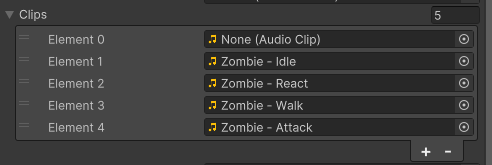 Clips 5
Element 0 None (Audio Clip)
Element 1 Zombie - Idle
Element 2 Zombie - React
Element 3 Zombie - Walk
Element 4 Zombie - Attack
+ -